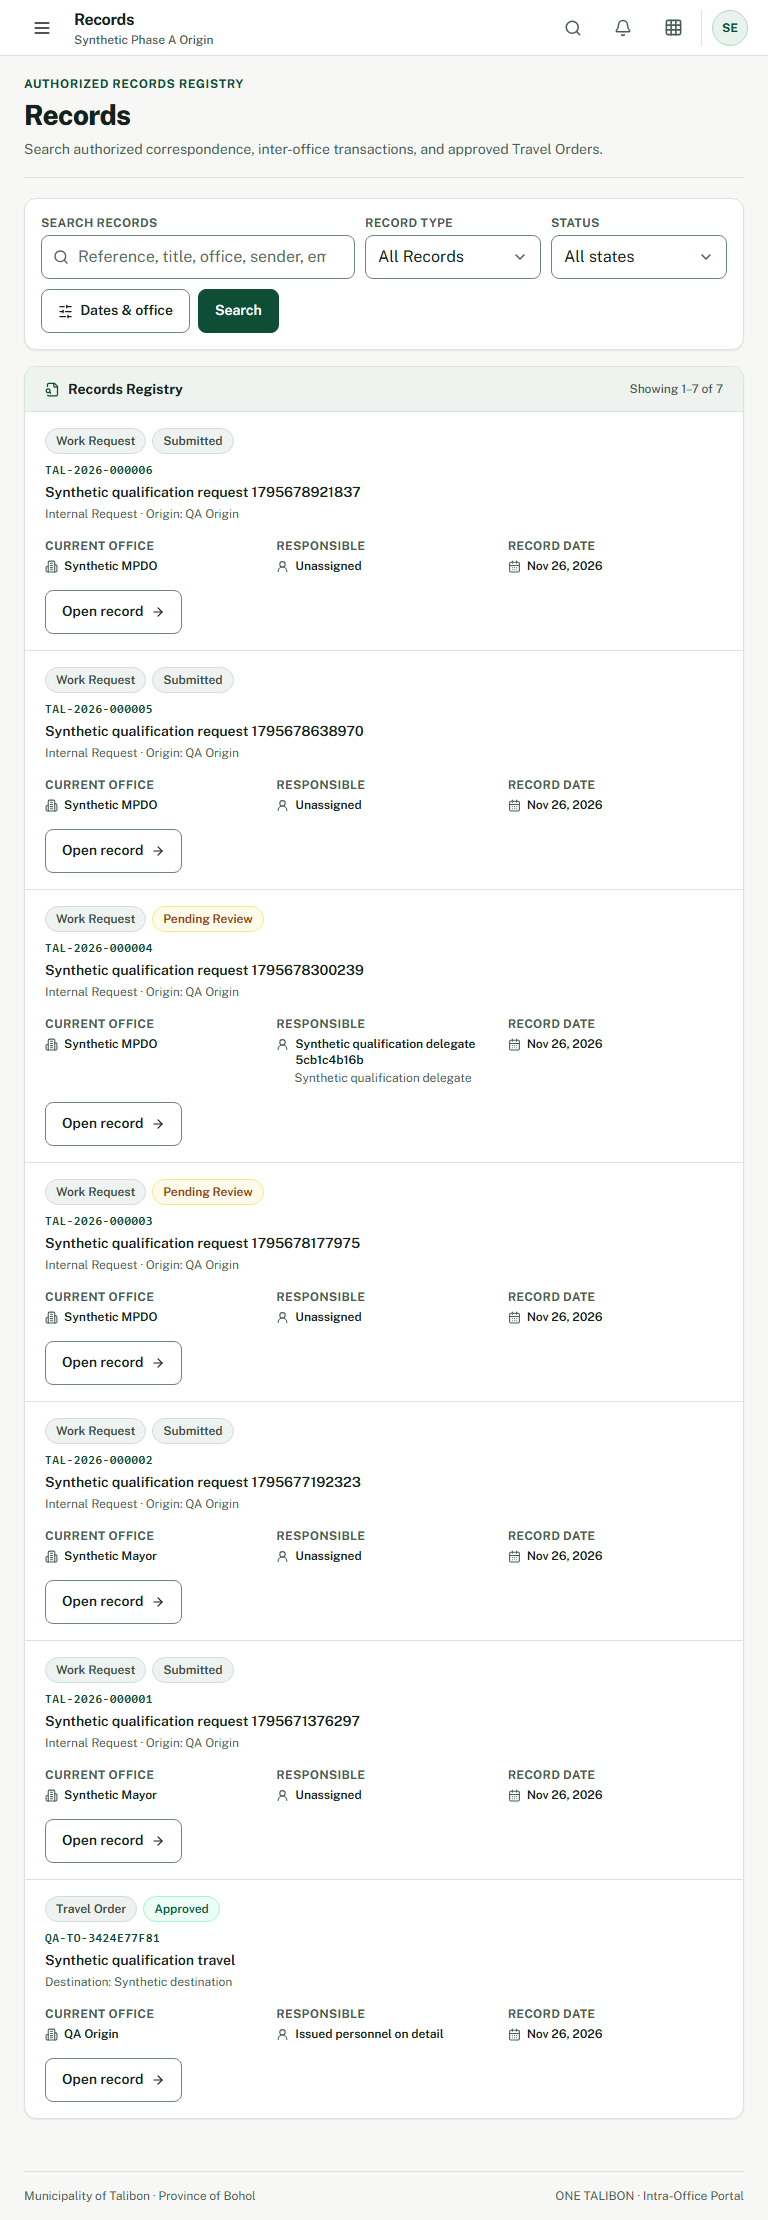 Records
Synthetic Phase A Origin
SE
AUTHORIZED RECORDS REGISTRY
Records
Search authorized correspondence, inter-office transactions, and approved Travel Orders.
SEARCH RECORDS
RECORD TYPE
STATUS
Reference, title, office, sender, em
All Records
All states
Dates & office
Search
Records Registry
Showing 1–7 of 7
Work Request
Submitted
TAL-2026-000006
Synthetic qualification request 1795678921837
Internal Request · Origin: QA Origin
CURRENT OFFICE
RESPONSIBLE
RECORD DATE
Synthetic MPDO
Unassigned
Nov 26, 2026
Open record
Work Request
Submitted
TAL-2026-000005
Synthetic qualification request 1795678638970
Internal Request · Origin: QA Origin
CURRENT OFFICE
RESPONSIBLE
RECORD DATE
Synthetic MPDO
Unassigned
Nov 26, 2026
Open record
Work Request
Pending Review
TAL-2026-000004
Synthetic qualification request 1795678300239
Internal Request · Origin: QA Origin
CURRENT OFFICE
RESPONSIBLE
RECORD DATE
Synthetic MPDO
Synthetic qualification delegate
5cb1c4b16b
Synthetic qualification delegate
Nov 26, 2026
Open record
Work Request
Pending Review
TAL-2026-000003
Synthetic qualification request 1795678177975
Internal Request · Origin: QA Origin
CURRENT OFFICE
RESPONSIBLE
RECORD DATE
Synthetic MPDO
Unassigned
Nov 26, 2026
Open record
Work Request
Submitted
TAL-2026-000002
Synthetic qualification request 1795677192323
Internal Request · Origin: QA Origin
CURRENT OFFICE
RESPONSIBLE
RECORD DATE
Synthetic Mayor
Unassigned
Nov 26, 2026
Open record
Work Request
Submitted
TAL-2026-000001
Synthetic qualification request 1795671376297
Internal Request · Origin: QA Origin
CURRENT OFFICE
RESPONSIBLE
RECORD DATE
Synthetic Mayor
Unassigned
Nov 26, 2026
Open record
Travel Order
Approved
QA-TO-3424E77F81
Synthetic qualification travel
Destination: Synthetic destination
CURRENT OFFICE
RESPONSIBLE
RECORD DATE
QA Origin
Issued personnel on detail
Nov 26, 2026
Open record
Municipality of Talibon · Province of Bohol
ONE TALIBON · Intra-Office Portal